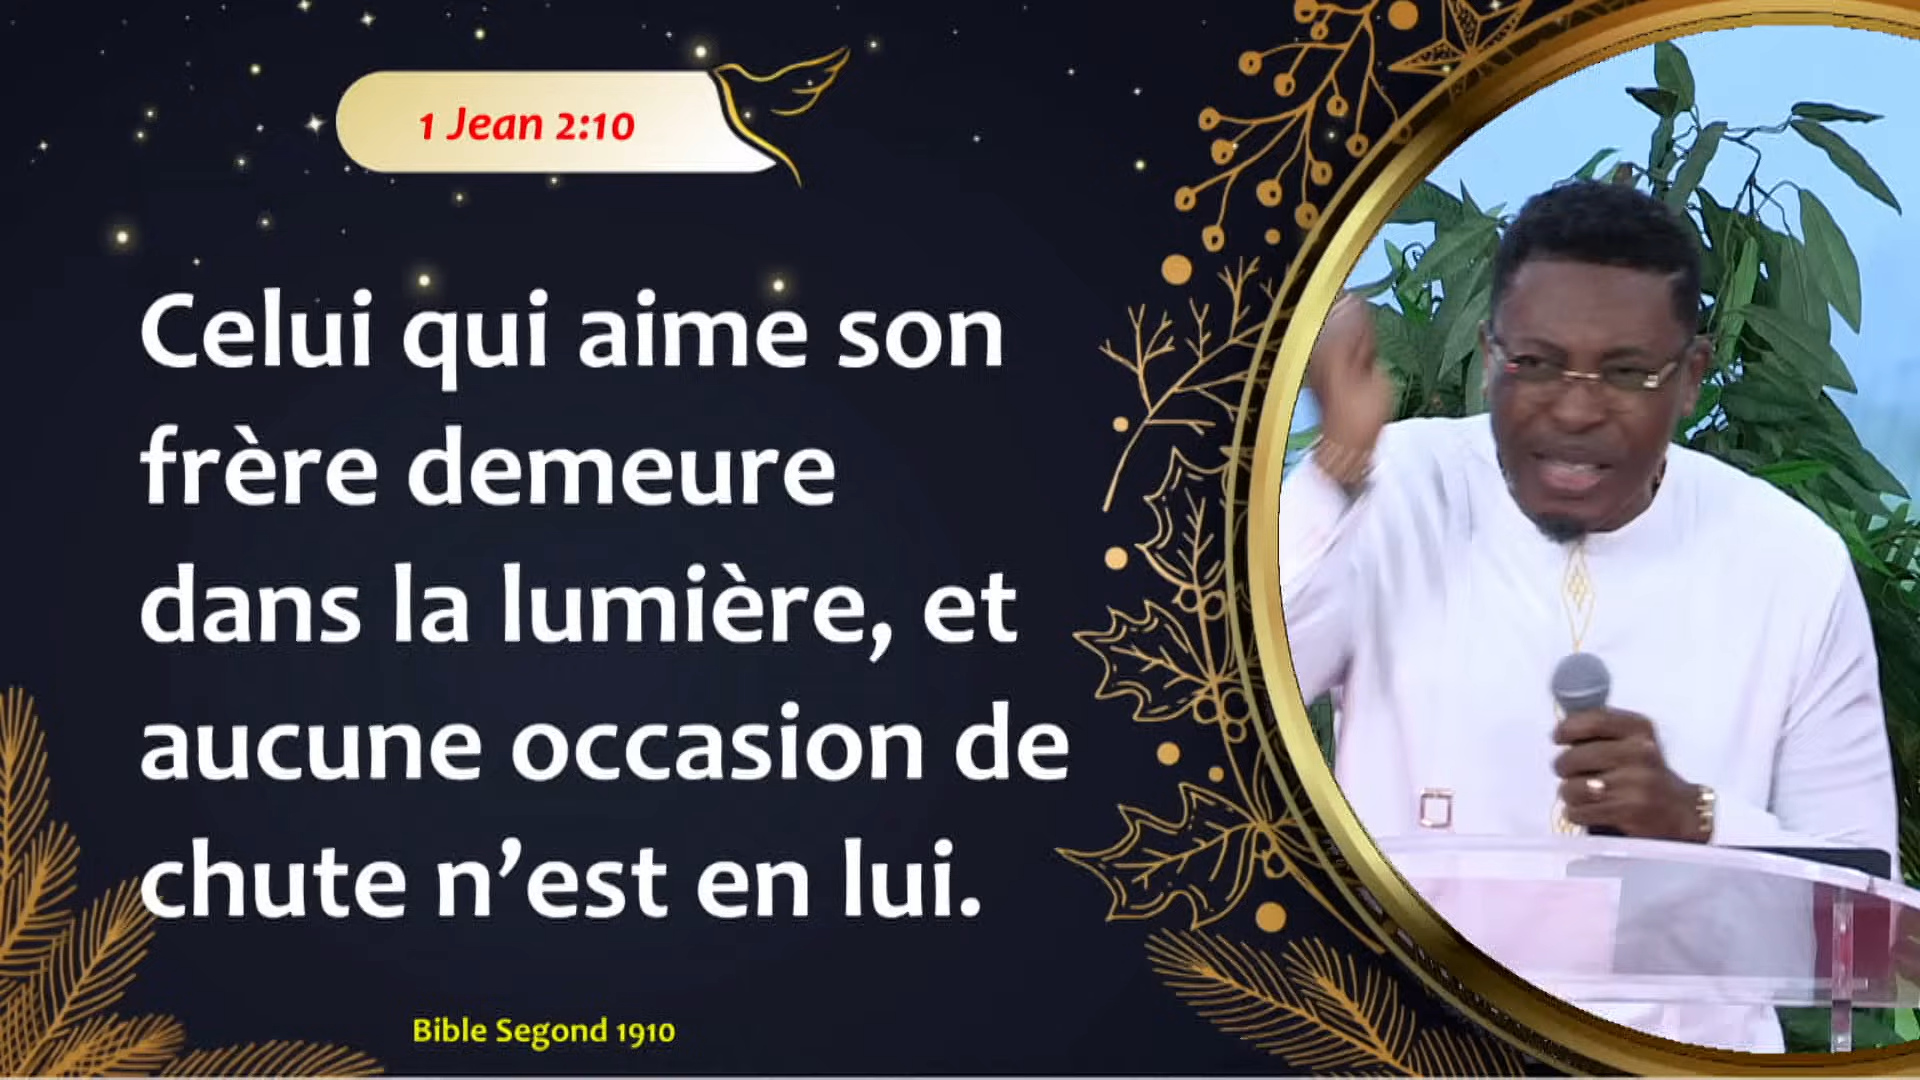 1 Jean 2:10
Celui qui aime son
frère demeure
dans la lumière, et
aucune occasion de
chute n’est en lui.
Bible Segond 1910